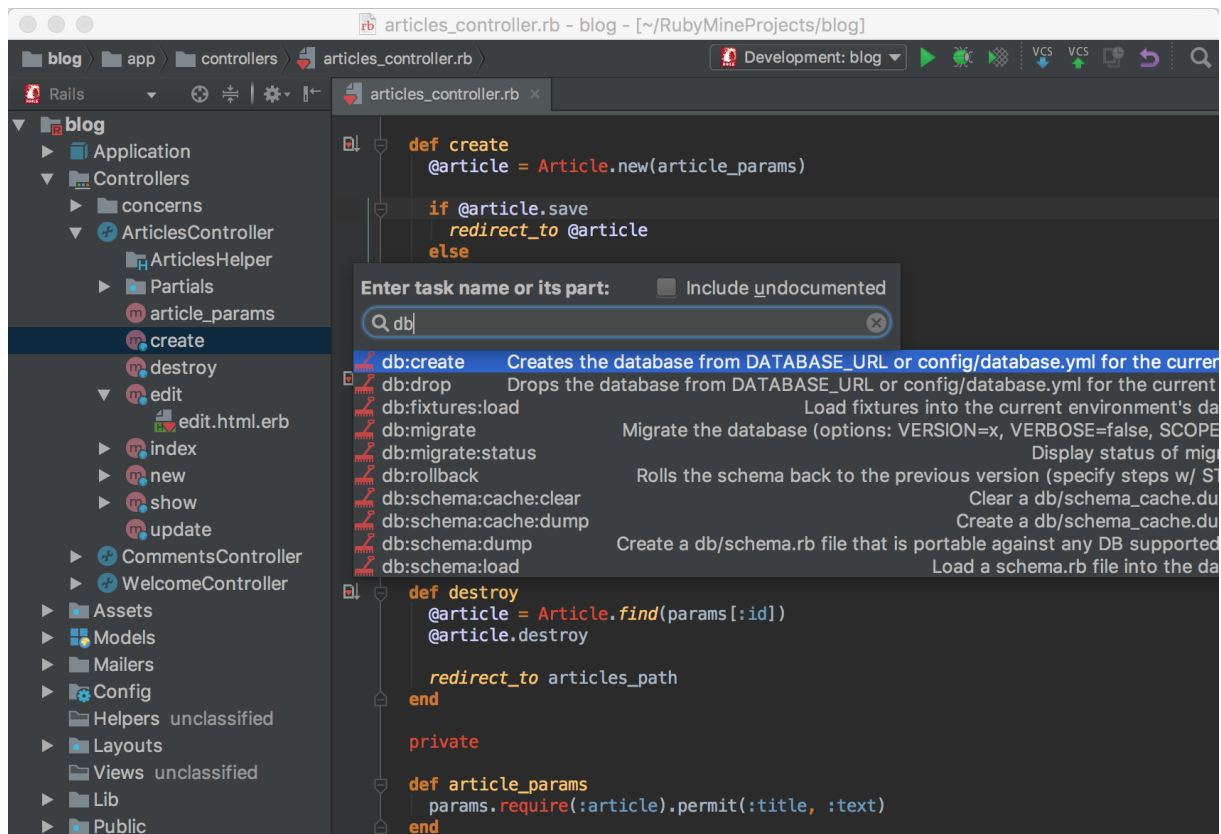 articles_controller.rb - blog - [~/RubyMineProjects/blog]
blog app controllers articles_controller.rb Development: blog VCS VCS
Rails
articles_controller.rb
blog
Application
Controllers
concerns
ArticlesController
ArticlesHelper
Partials
article_params
create
destroy
edit
edit.html.erb
index
new
show
update
CommentsController
WelcomeController
Assets
Models
Mailers
Config
Helpers unclassified
Layouts
Views unclassified
Lib
Public
def create
@article = Article.new(article_params)
if @article.save
redirect_to @article
else
Enter task name or its part: Include undocumented
db
db:create Creates the database from DATABASE_URL or config/database.yml for the curren
db:drop Drops the database from DATABASE_URL or config/database.yml for the current
db:fixtures:load Load fixtures into the current environment's da
db:migrate Migrate the database (options: VERSION=x, VERBOSE=false, SCOPE
db:migrate:status Display status of migr
db:rollback Rolls the schema back to the previous version (specify steps w/ ST
db:schema:cache:clear Clear a db/schema_cache.du
db:schema:cache:dump Create a db/schema_cache.du
db:schema:dump Create a db/schema.rb file that is portable against any DB supported
db:schema:load Load a schema.rb file into the da
def destroy
@article = Article.find(params[:id])
@article.destroy
redirect_to articles_path
end
private
def article_params
params.require(:article).permit(:title, :text)
end